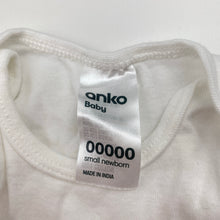 anko
Baby
00000
small newborn
MADE IN INDIA